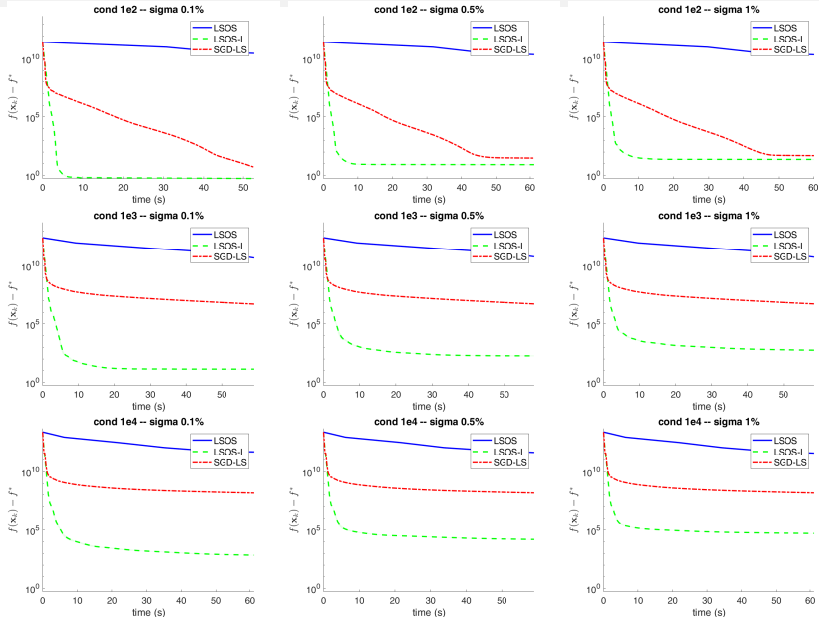 cond 1e2 -- sigma 0.1%
LSOS
LSOS-I
SGD-LS
10^10
10^5
10^0
f(x_k) − f*
0 10 20 30 40 50
time (s)
cond 1e2 -- sigma 0.5%
LSOS
LSOS-I
SGD-LS
10^10
10^5
10^0
f(x_k) − f*
0 10 20 30 40 50 60
time (s)
cond 1e2 -- sigma 1%
LSOS
LSOS-I
SGD-LS
10^10
10^5
10^0
f(x_k) − f*
0 10 20 30 40 50 60
time (s)
cond 1e3 -- sigma 0.1%
LSOS
LSOS-I
SGD-LS
10^10
10^5
10^0
f(x_k) − f*
0 10 20 30 40 50
time (s)
cond 1e3 -- sigma 0.5%
LSOS
LSOS-I
SGD-LS
10^10
10^5
10^0
f(x_k) − f*
0 10 20 30 40 50
time (s)
cond 1e3 -- sigma 1%
LSOS
LSOS-I
SGD-LS
10^10
10^5
10^0
f(x_k) − f*
0 10 20 30 40 50
time (s)
cond 1e4 -- sigma 0.1%
LSOS
LSOS-I
SGD-LS
10^10
10^5
10^0
f(x_k) − f*
0 10 20 30 40 50 60
time (s)
cond 1e4 -- sigma 0.5%
LSOS
LSOS-I
SGD-LS
10^10
10^5
10^0
f(x_k) − f*
0 10 20 30 40 50
time (s)
cond 1e4 -- sigma 1%
LSOS
LSOS-I
SGD-LS
10^10
10^5
10^0
f(x_k) − f*
0 10 20 30 40 50 60
time (s)